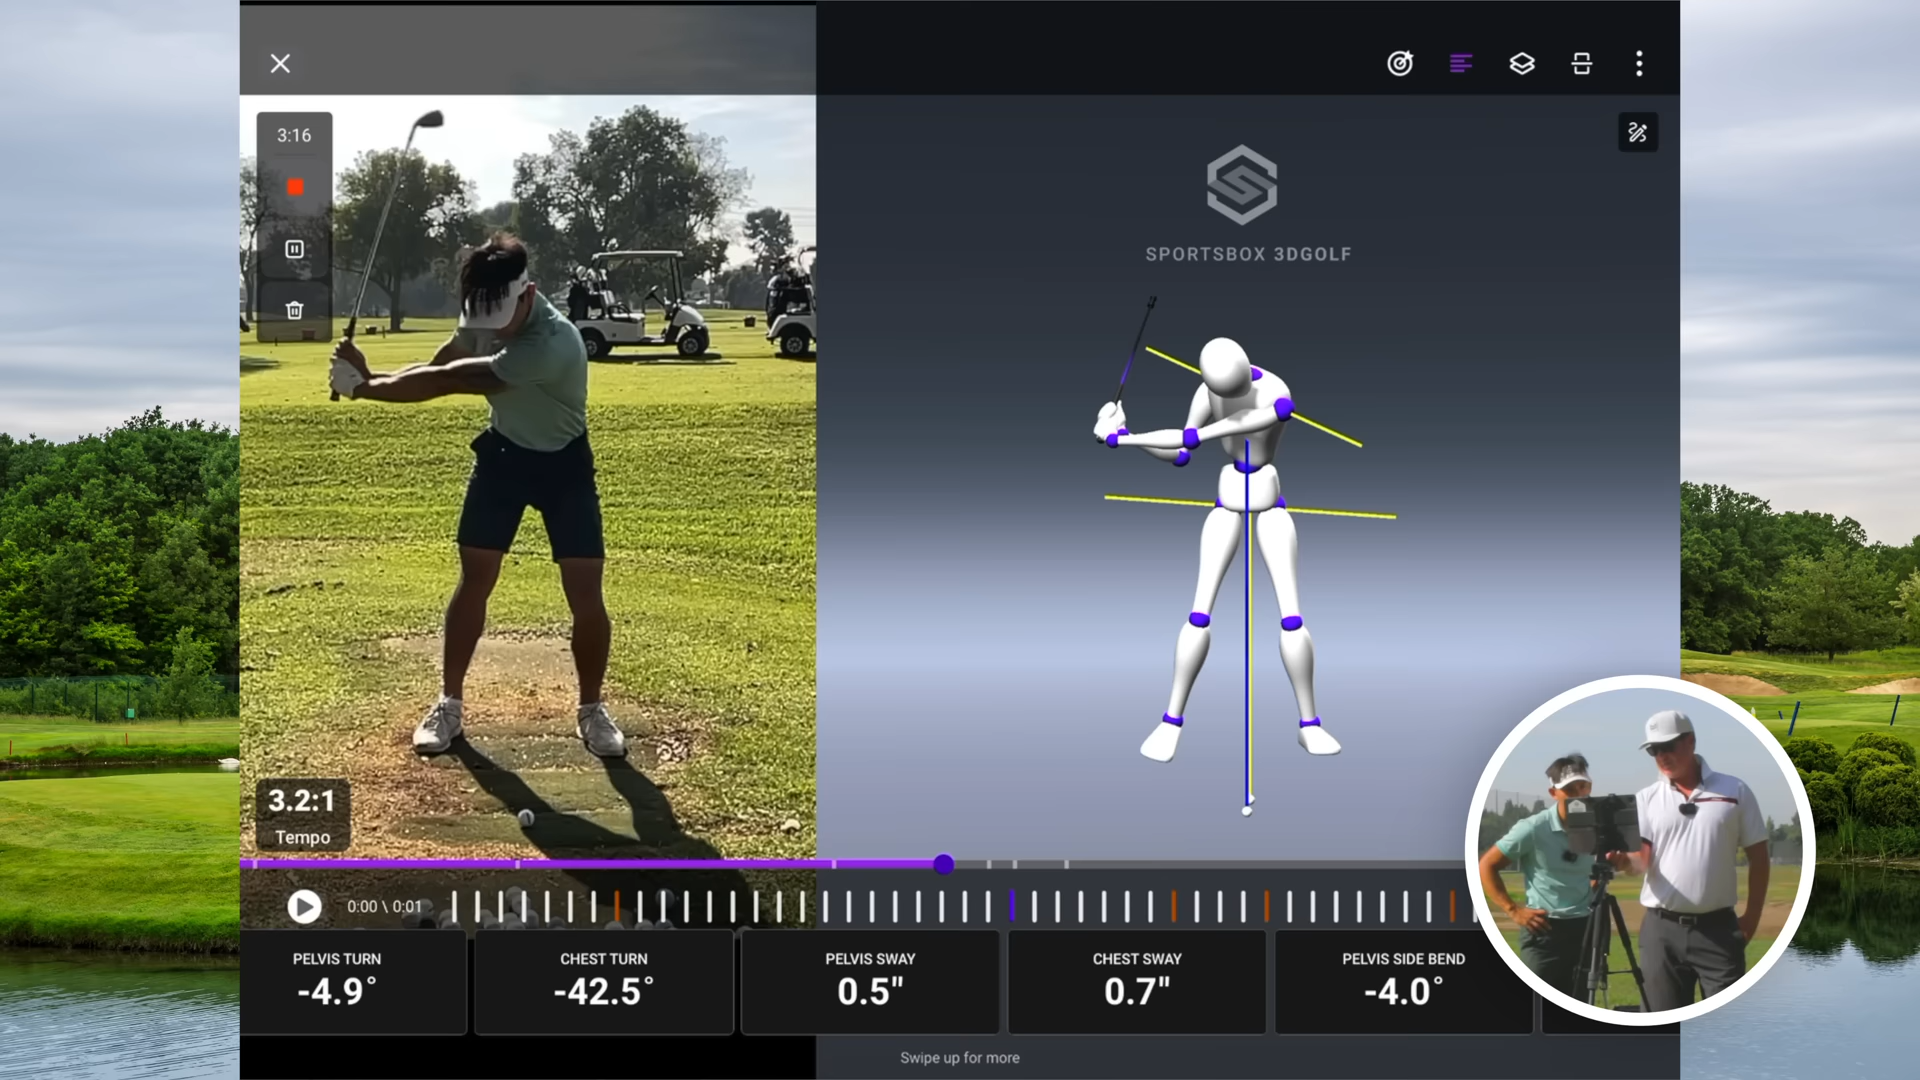 3:16
SPORTSBOX 3DGOLF
3.2:1
Tempo
0:00 \ 0:01
PELVIS TURN
-4.9°
CHEST TURN
-42.5°
PELVIS SWAY
0.5"
CHEST SWAY
0.7"
PELVIS SIDE BEND
-4.0°
Swipe up for more